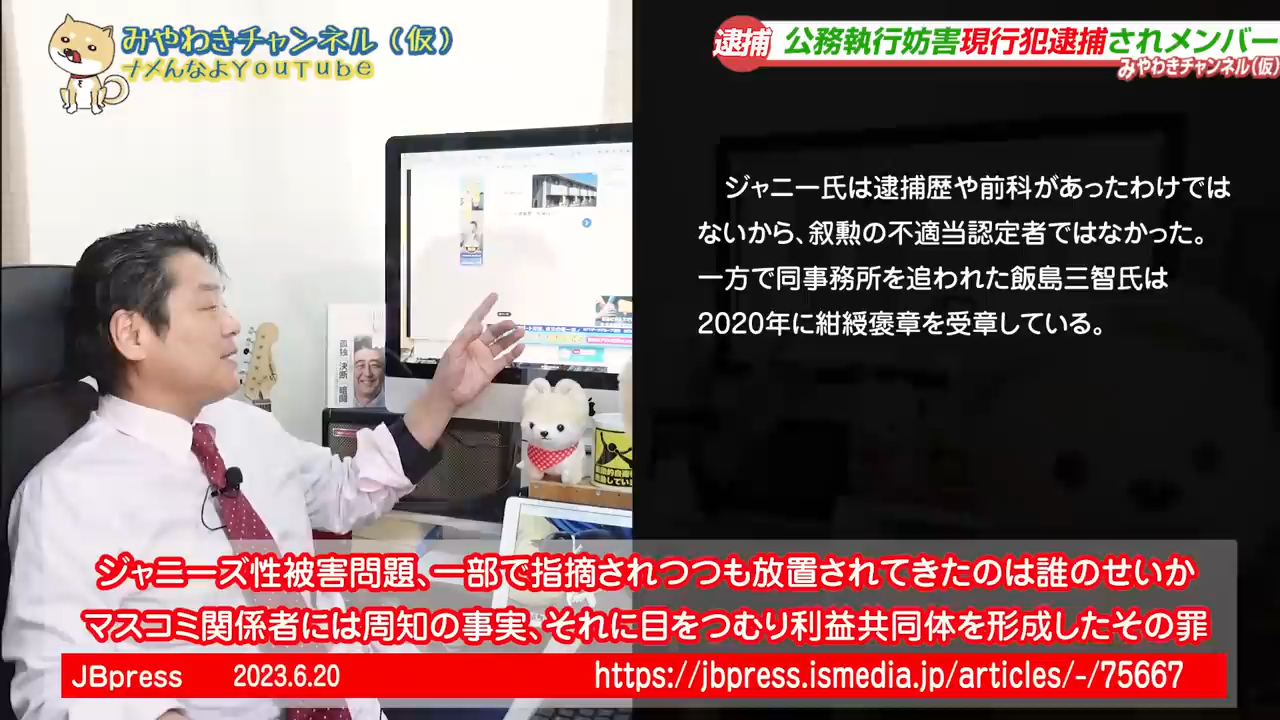 みやわきチャンネル（仮）
ナメんなよYouTube
逮捕 公務執行妨害現行犯逮捕されメンバー
みやわきチャンネル(仮)
ジャニー氏は逮捕歴や前科があったわけでは
ないから、叙勲の不適当認定者ではなかった。
一方で同事務所を追われた飯島三智氏は
2020年に紺綬褒章を受章している。
孤独 決断 暗闘
ジャニーズ性被害問題、一部で指摘されつつも放置されてきたのは誰のせいか
マスコミ関係者には周知の事実、それに目をつむり利益共同体を形成したその罪
JBpress 2023.6.20 https://jbpress.ismedia.jp/articles/-/75667